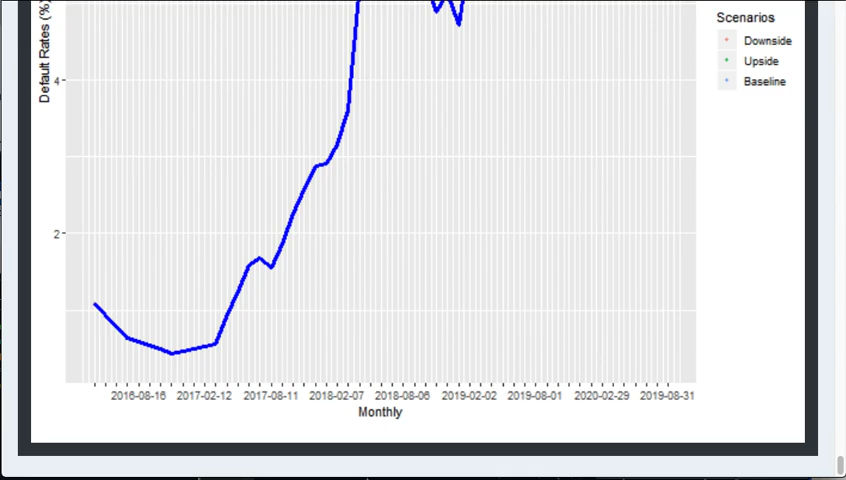 Default Rates (%)
Scenarios
Downside
Upside
Baseline
4
2
2016-08-16 2017-02-12 2017-08-11 2018-02-07 2018-08-06 2019-02-02 2019-08-01 2020-02-29 2019-08-31
Monthly